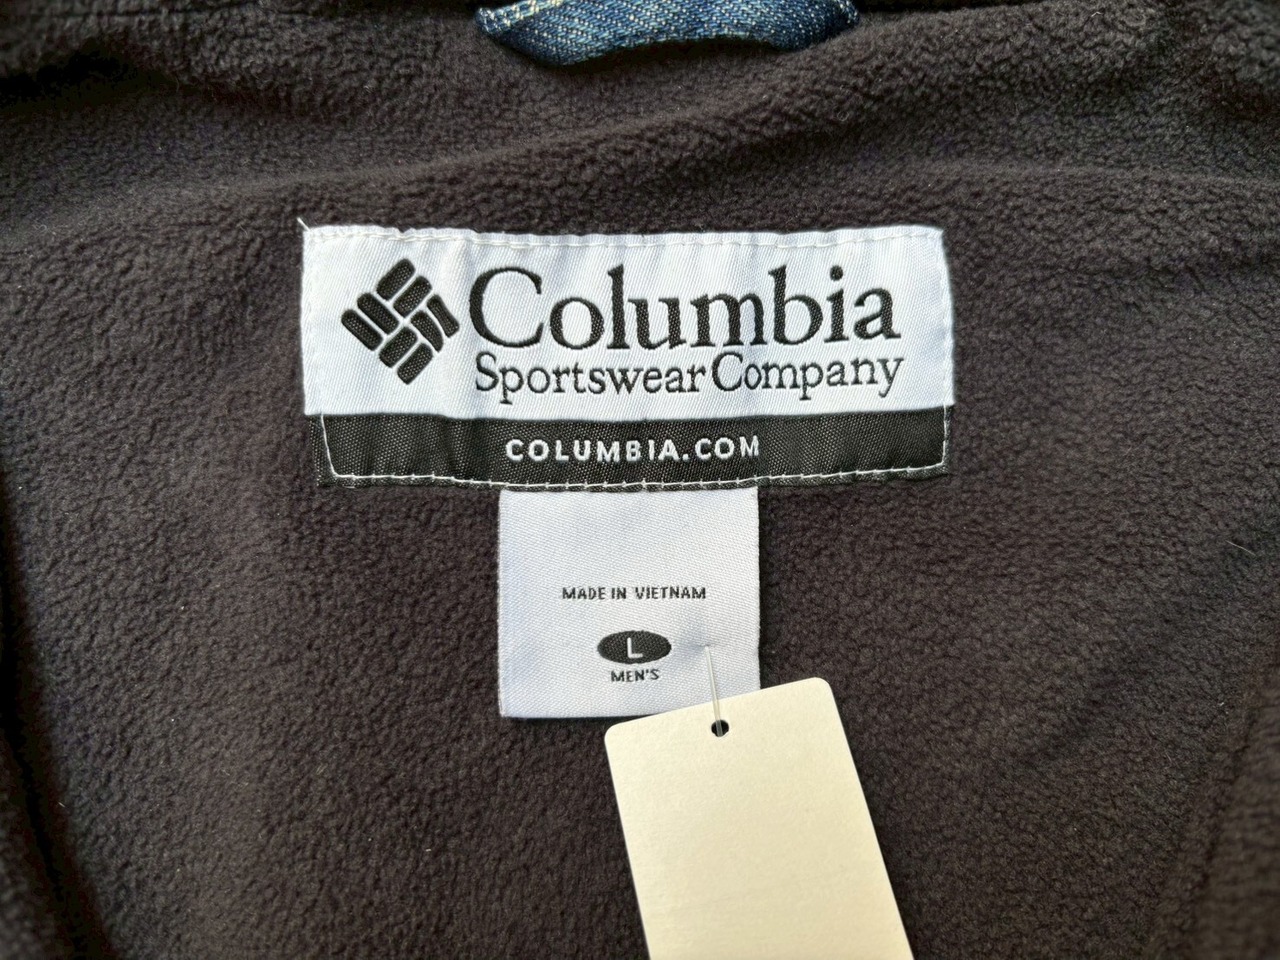 Columbia
Sportswear Company
COLUMBIA.COM
MADE IN VIETNAM
L
MEN'S